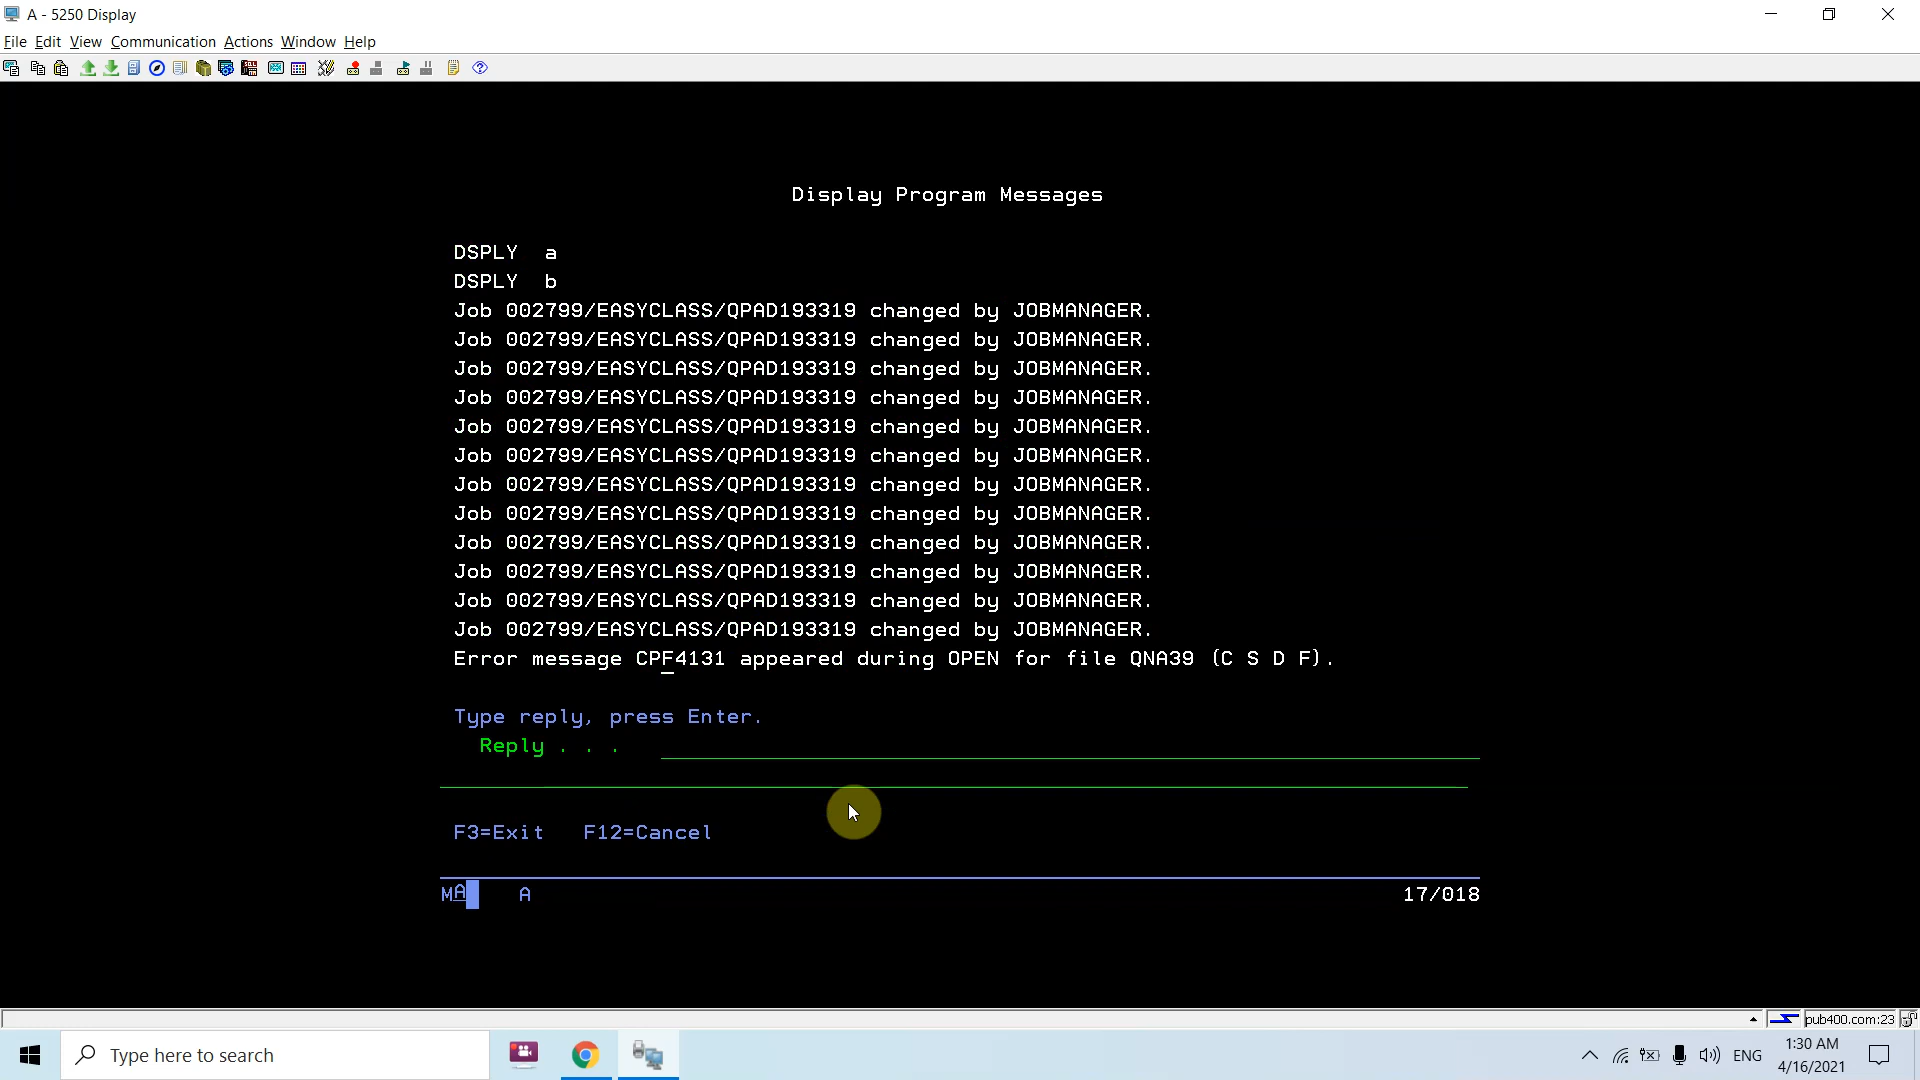 A - 5250 Display
File Edit View Communication Actions Window Help
Display Program Messages
DSPLY  a
DSPLY  b
Job 002799/EASYCLASS/QPAD193319 changed by JOBMANAGER.
Job 002799/EASYCLASS/QPAD193319 changed by JOBMANAGER.
Job 002799/EASYCLASS/QPAD193319 changed by JOBMANAGER.
Job 002799/EASYCLASS/QPAD193319 changed by JOBMANAGER.
Job 002799/EASYCLASS/QPAD193319 changed by JOBMANAGER.
Job 002799/EASYCLASS/QPAD193319 changed by JOBMANAGER.
Job 002799/EASYCLASS/QPAD193319 changed by JOBMANAGER.
Job 002799/EASYCLASS/QPAD193319 changed by JOBMANAGER.
Job 002799/EASYCLASS/QPAD193319 changed by JOBMANAGER.
Job 002799/EASYCLASS/QPAD193319 changed by JOBMANAGER.
Job 002799/EASYCLASS/QPAD193319 changed by JOBMANAGER.
Job 002799/EASYCLASS/QPAD193319 changed by JOBMANAGER.
Error message CPF4131 appeared during OPEN for file QNA39 (C S D F).
Type reply, press Enter.
Reply . . .
F3=Exit   F12=Cancel
MA   A   17/018
pub400.com:23
Type here to search
ENG
1:30 AM
4/16/2021